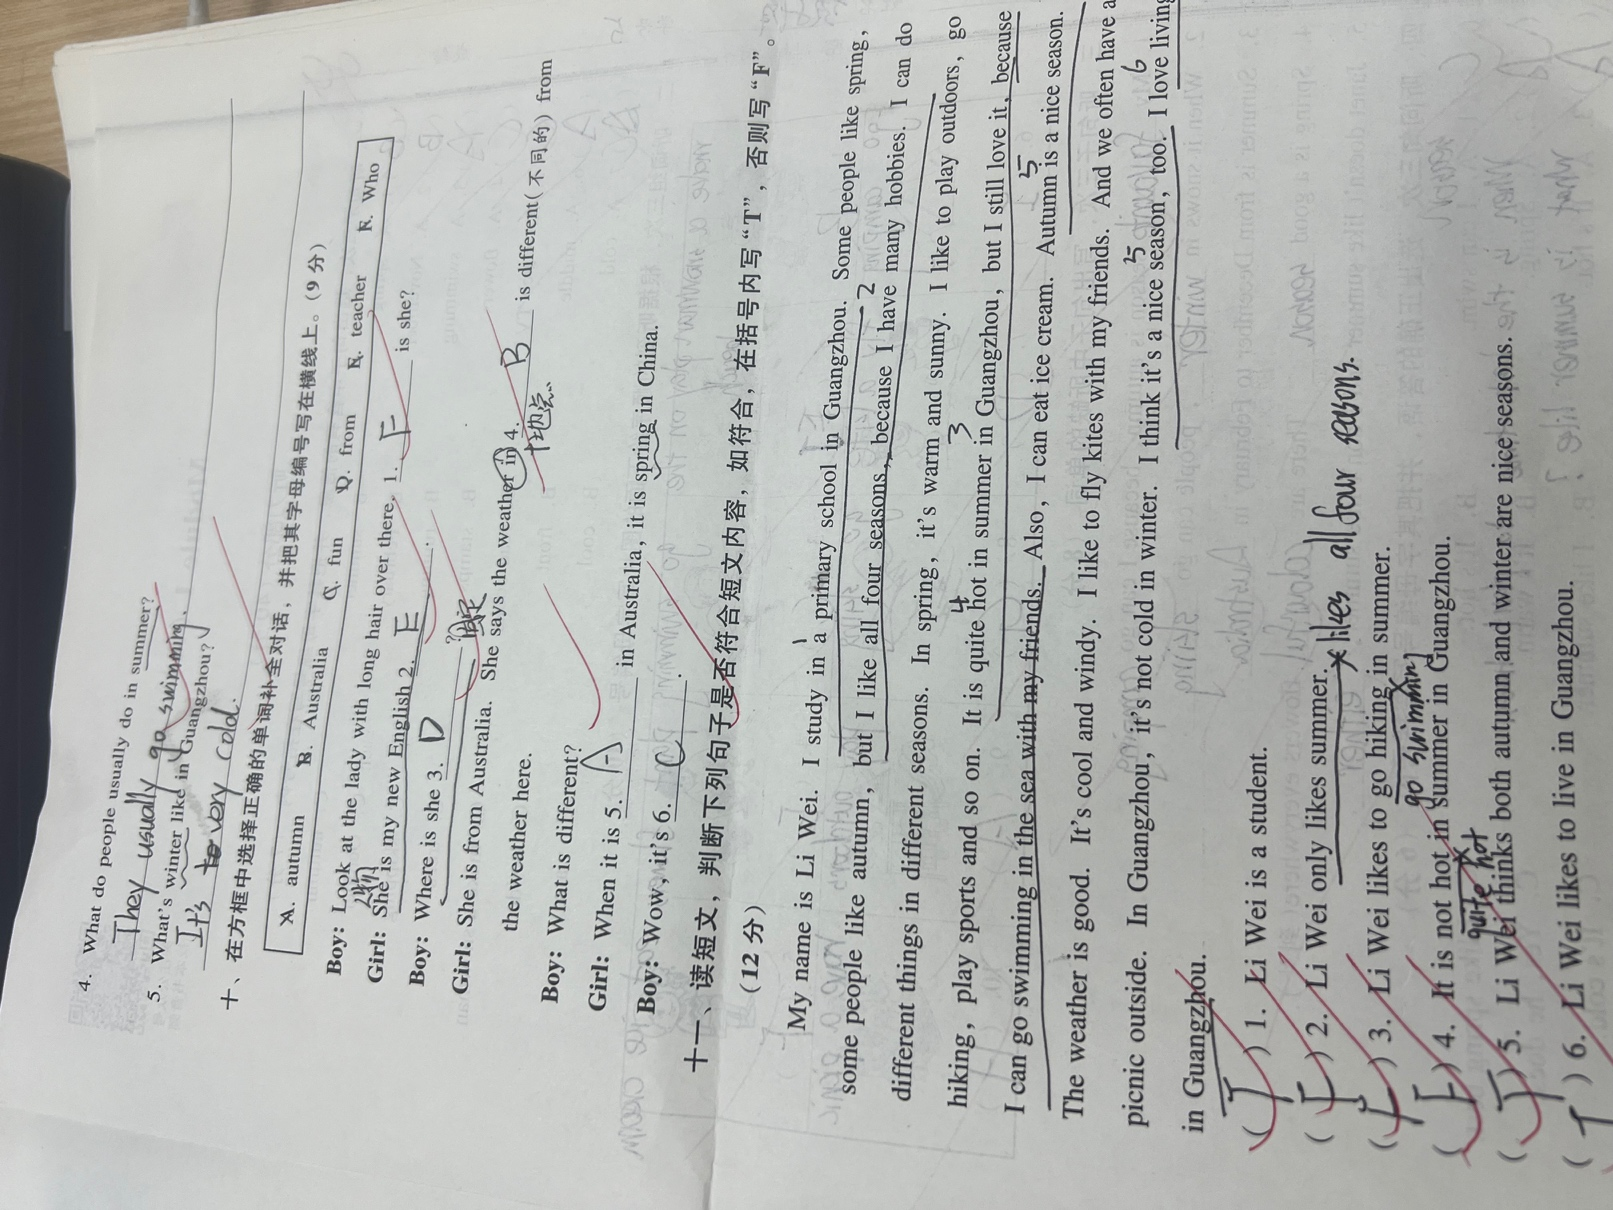 4. What do people usually do in summer?
They usually go swimming.
5. What's winter like in Guangzhou?
It's very cold.
十、在方框中选择正确的单词补全对话，并把其字母编号写在横线上。(9 分)
A. autumn B. Australia C. fun D. from E. teacher F. Who
Boy: Look at the lady with long hair over there. 1. F is she?
人物
Girl: She is my new English 2. E .
Boy: Where is she 3. D ?
Girl: She is from Australia. She says the weather in 4. B is different(不同的) from
地点
the weather here.
Boy: What is different?
Girl: When it is 5. A in Australia, it is spring in China.
Boy: Wow, it's 6. C .
十一、读短文，判断下列句子是否符合短文内容，如符合，在括号内写“T”，否则写“F”。
(12 分)
My name is Li Wei. I study in a primary school in Guangzhou. Some people like spring,
some people like autumn, but I like all four seasons, because I have many hobbies. I can do
different things in different seasons. In spring, it's warm and sunny. I like to play outdoors, go
hiking, play sports and so on. It is quite hot in summer in Guangzhou, but I still love it, because
I can go swimming in the sea with my friends. Also, I can eat ice cream. Autumn is a nice season.
The weather is good. It's cool and windy. I like to fly kites with my friends. And we often have a
picnic outside. In Guangzhou, it's not cold in winter. I think it's a nice season, too. I love living
in Guangzhou.
( T ) 1. Li Wei is a student.
( F ) 2. Li Wei only likes summer. likes all four seasons.
( F ) 3. Li Wei likes to go hiking in summer.
go swimming
( F ) 4. It is not hot in summer in Guangzhou.
quite hot
( T ) 5. Li Wei thinks both autumn and winter are nice seasons.
( T ) 6. Li Wei likes to live in Guangzhou.